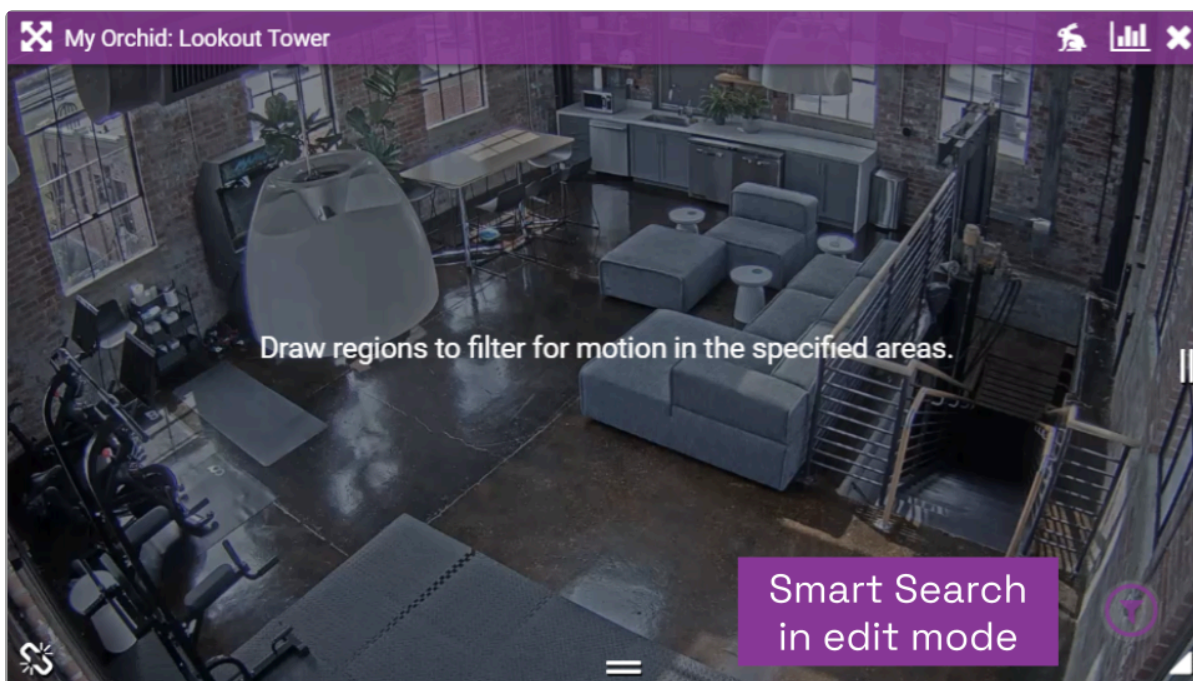 My Orchid: Lookout Tower
Draw regions to filter for motion in the specified areas.
Smart Search
in edit mode